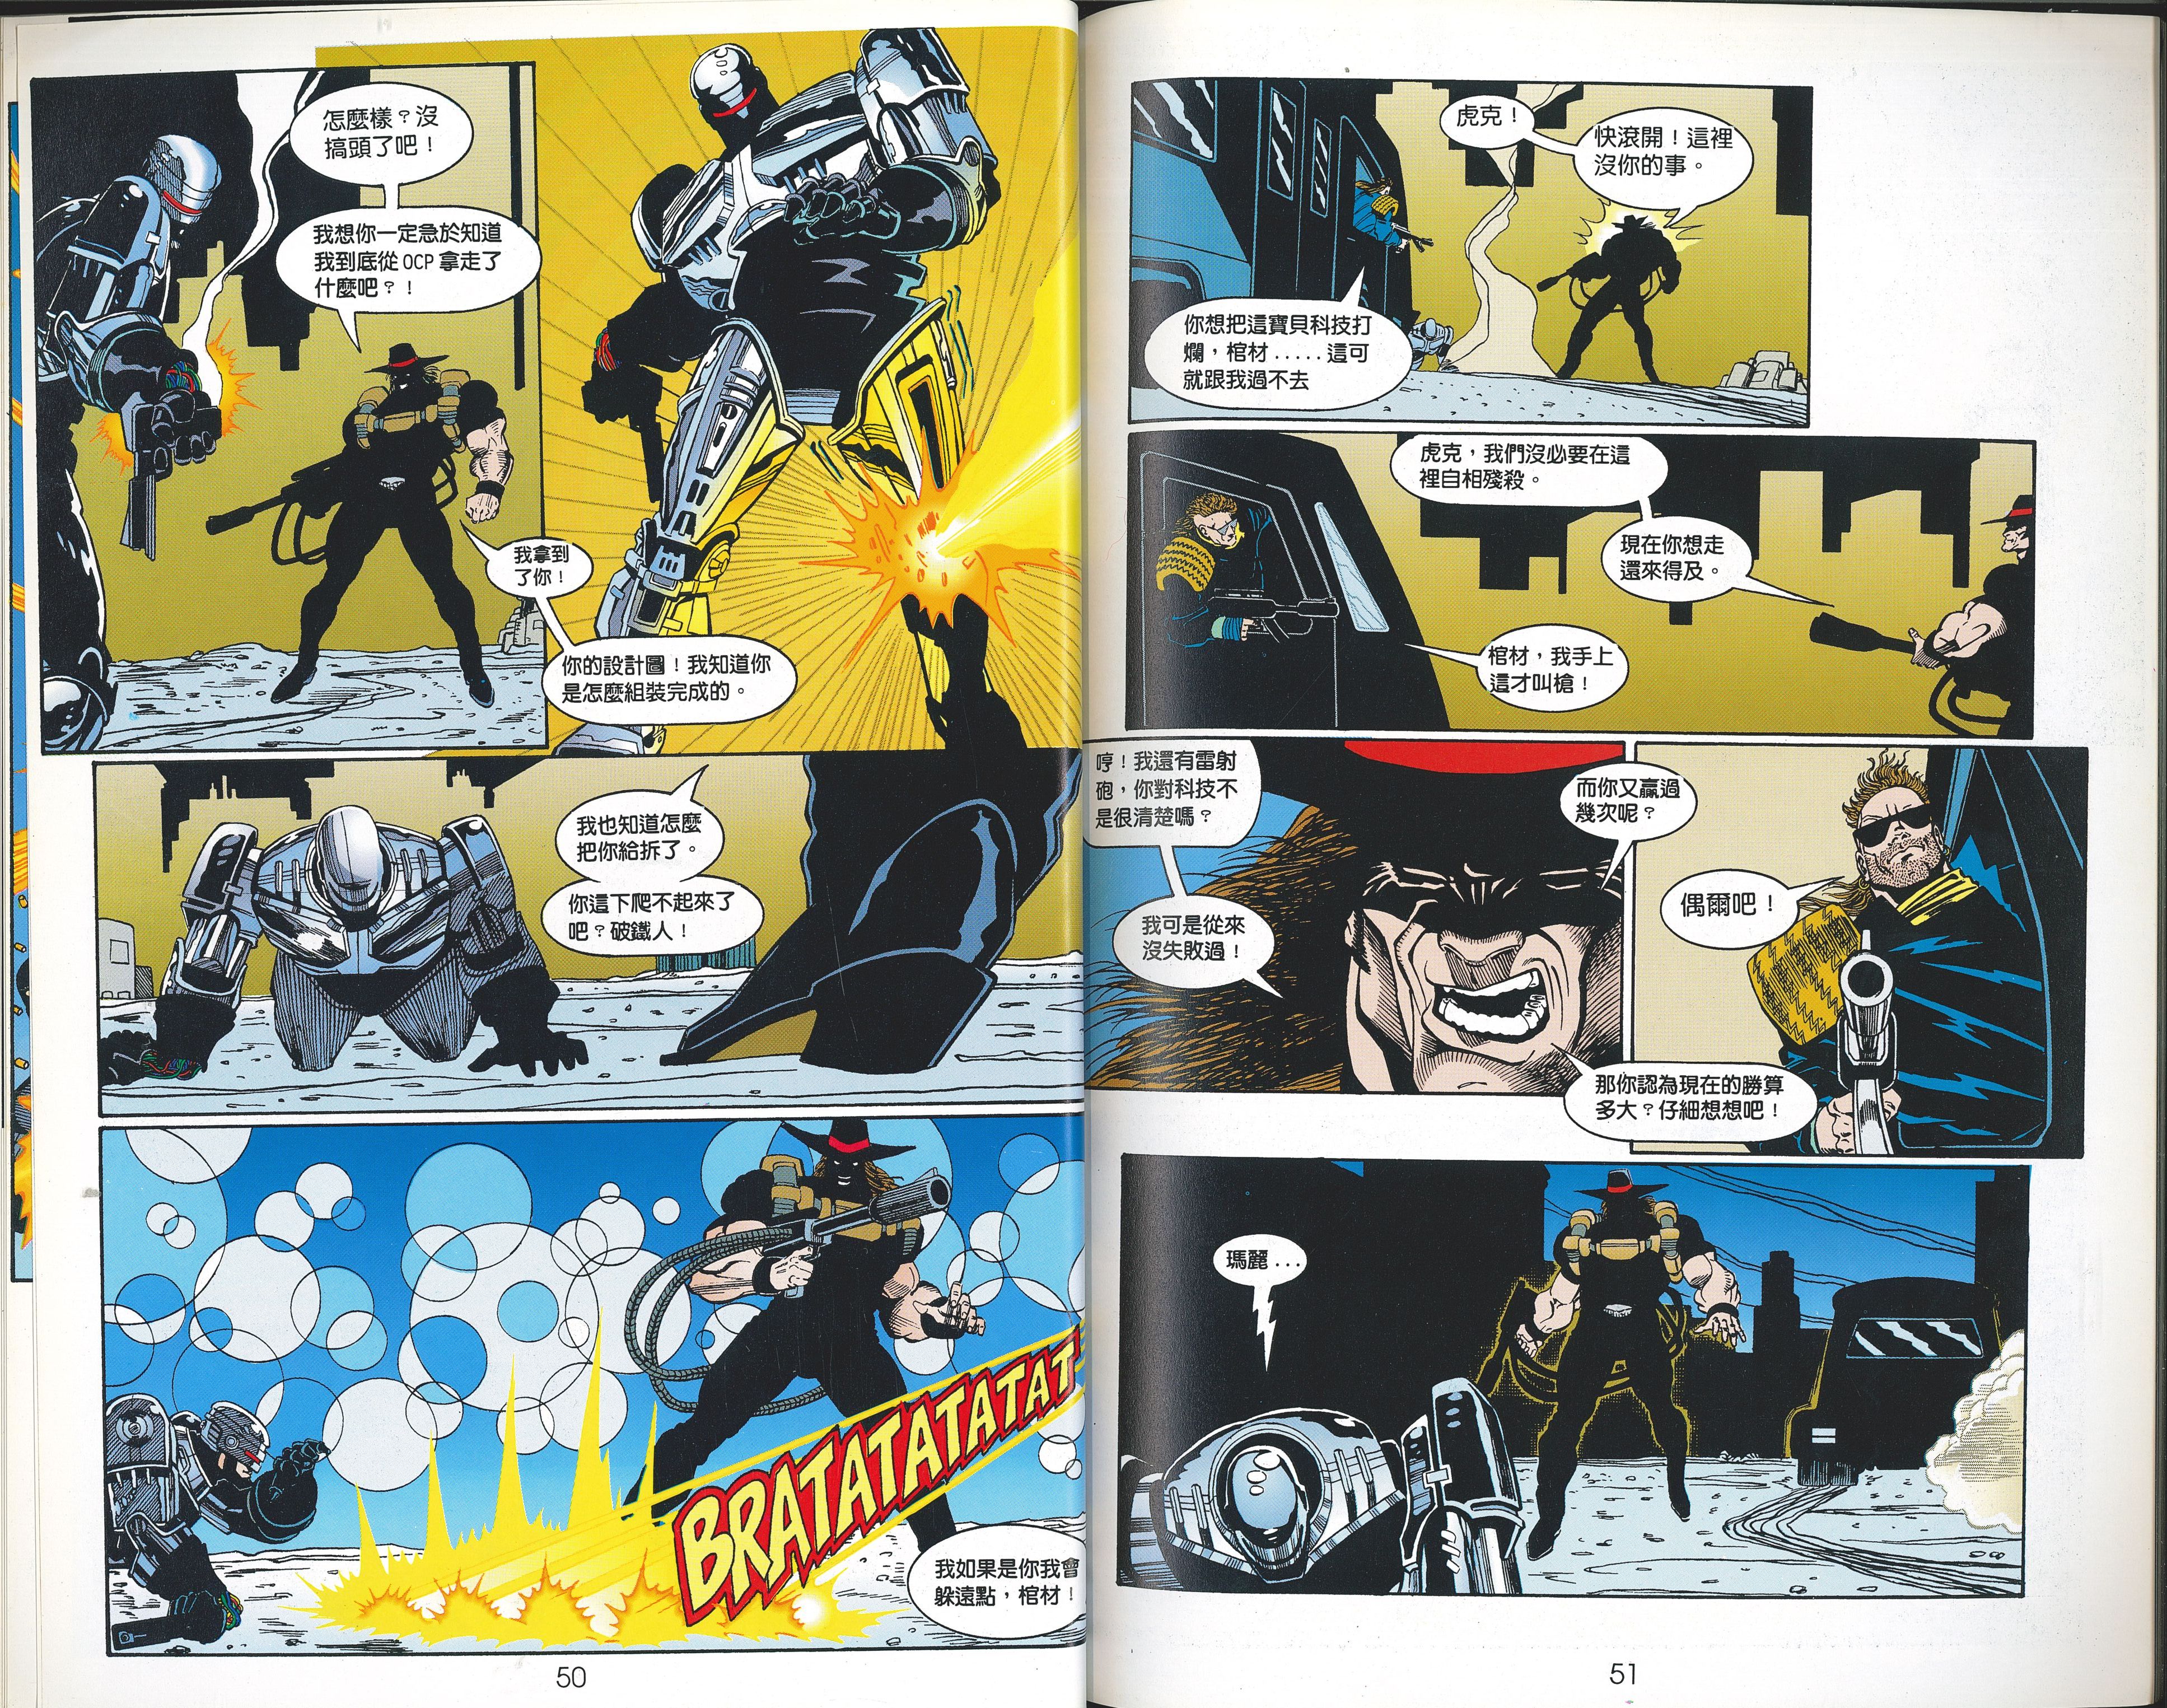 怎麼樣？沒
搞頭了吧！
我想你一定急於知道
我到底從 OCP 拿走了
什麼吧？！
我拿到
了你！
你的設計圖！我知道你
是怎麼組裝完成的。
我也知道怎麼
把你給拆了。
你這下爬不起來了
吧？破鐵人！
BRATATATATATAT
我如果是你我會
躲遠點，棺材！
50
虎克！
快滾開！這裡
沒你的事。
你想把這寶貝科技打
爛，棺材.....這可
就跟我過不去
虎克，我們沒必要在這
裡自相殘殺。
現在你想走
還來得及。
棺材，我手上
這才叫槍！
哼！我還有雷射
砲，你對科技不
是很清楚嗎？
我可是從來
沒失敗過！
而你又贏過
幾次呢？
偶爾吧！
那你認為現在的勝算
多大？仔細想想吧！
瑪麗...
51